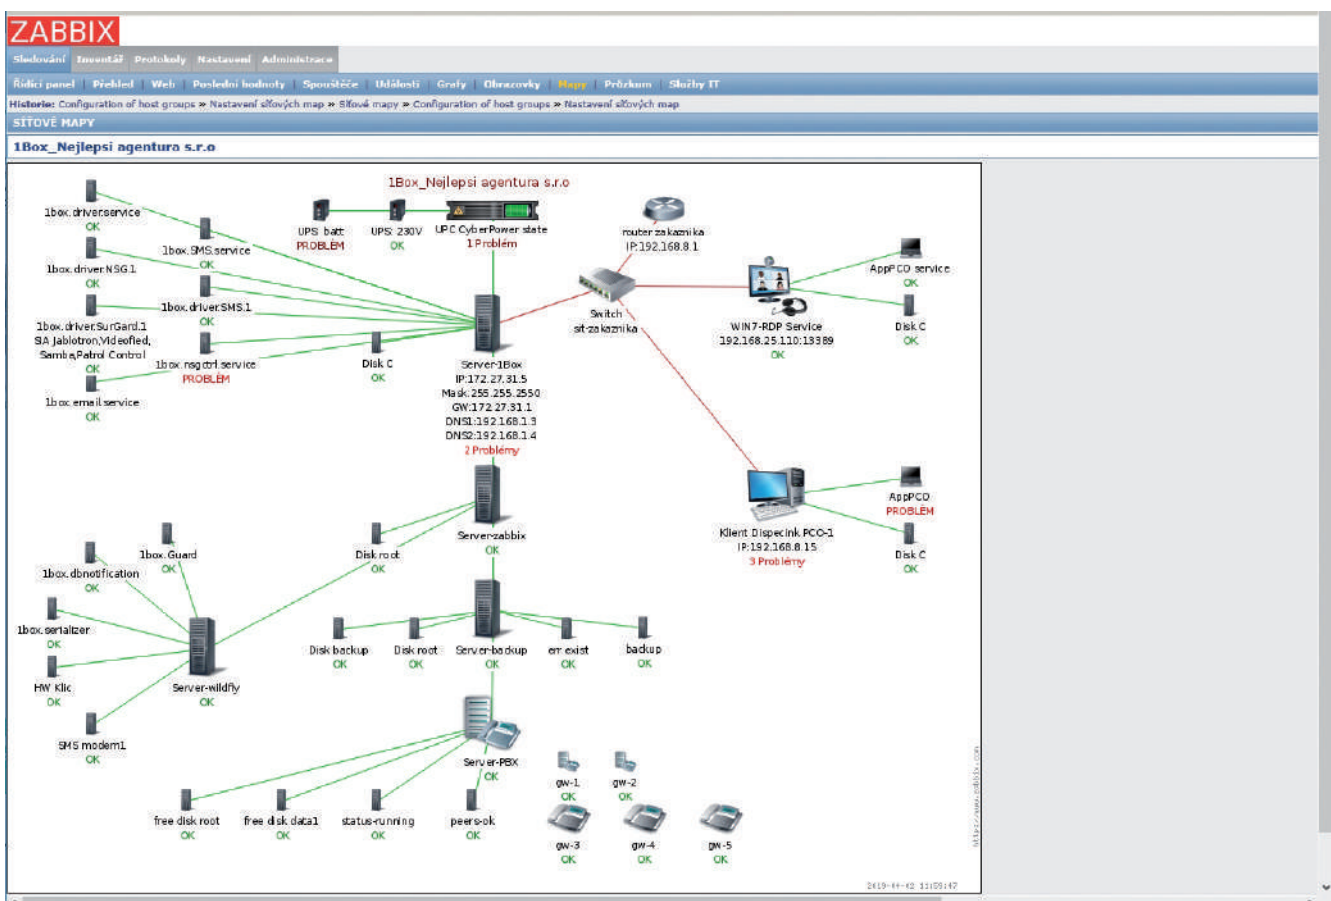 ZABBIX
Sledování Inventář Protokoly Nastavení Administrace
Řídící panel | Přehled | Web | Poslední hodnoty | Spouštěče | Události | Grafy | Obrazovky | Mapy | Průzkum | Služby IT
Historie: Configuration of host groups » Nastavení síťových map » Síťové mapy » Configuration of host groups » Nastavení síťových map
SÍŤOVÉ MAPY
1Box_Nejlepsi agentura s.r.o
1Box_Nejlepsi agentura s.r.o
1box.driver.service
OK
1box.SMS.service
OK
1box.driver.NSG.1
OK
1box.driver.SMS.1
OK
1box.driver.SurGard.1
SIA Jablotron,Videofied,
Samba,Patrol Control
OK
1box.nsgctrl.service
PROBLÉM
1box.email.service
OK
Disk C
OK
UPS: batt
PROBLÉM
UPS: 230V
OK
UPC CyberPower state
1 Problém
router zakaznika
IP:192.168.8.1
Switch
sit-zakaznika
AppPCO service
OK
WIN7-RDP Service
192.168.25.110:13389
OK
Disk C
OK
Server-1Box
IP:172.27.31.5
Mask:255.255.2550
GW:172.27.31.1
DNS1:192.168.1.3
DNS2:192.168.1.4
2 Problémy
AppPCO
PROBLÉM
Klient Dispecink PCO-1
IP:192.168.8.15
3 Problémy
Disk C
OK
Server-zabbix
OK
Disk root
OK
1box.Guard
OK
1box.dbnotification
OK
1box.serializer
OK
HW Klic
OK
SMS modem1
OK
Server-wildfly
OK
Disk backup
OK
Disk root
OK
Server-backup
OK
err exist
OK
backup
OK
Server-PBX
OK
free disk root
OK
free disk data1
OK
status-running
OK
peers-ok
OK
gw-1
OK
gw-2
OK
gw-3
OK
gw-4
OK
gw-5
OK
http://www.zabbix.com